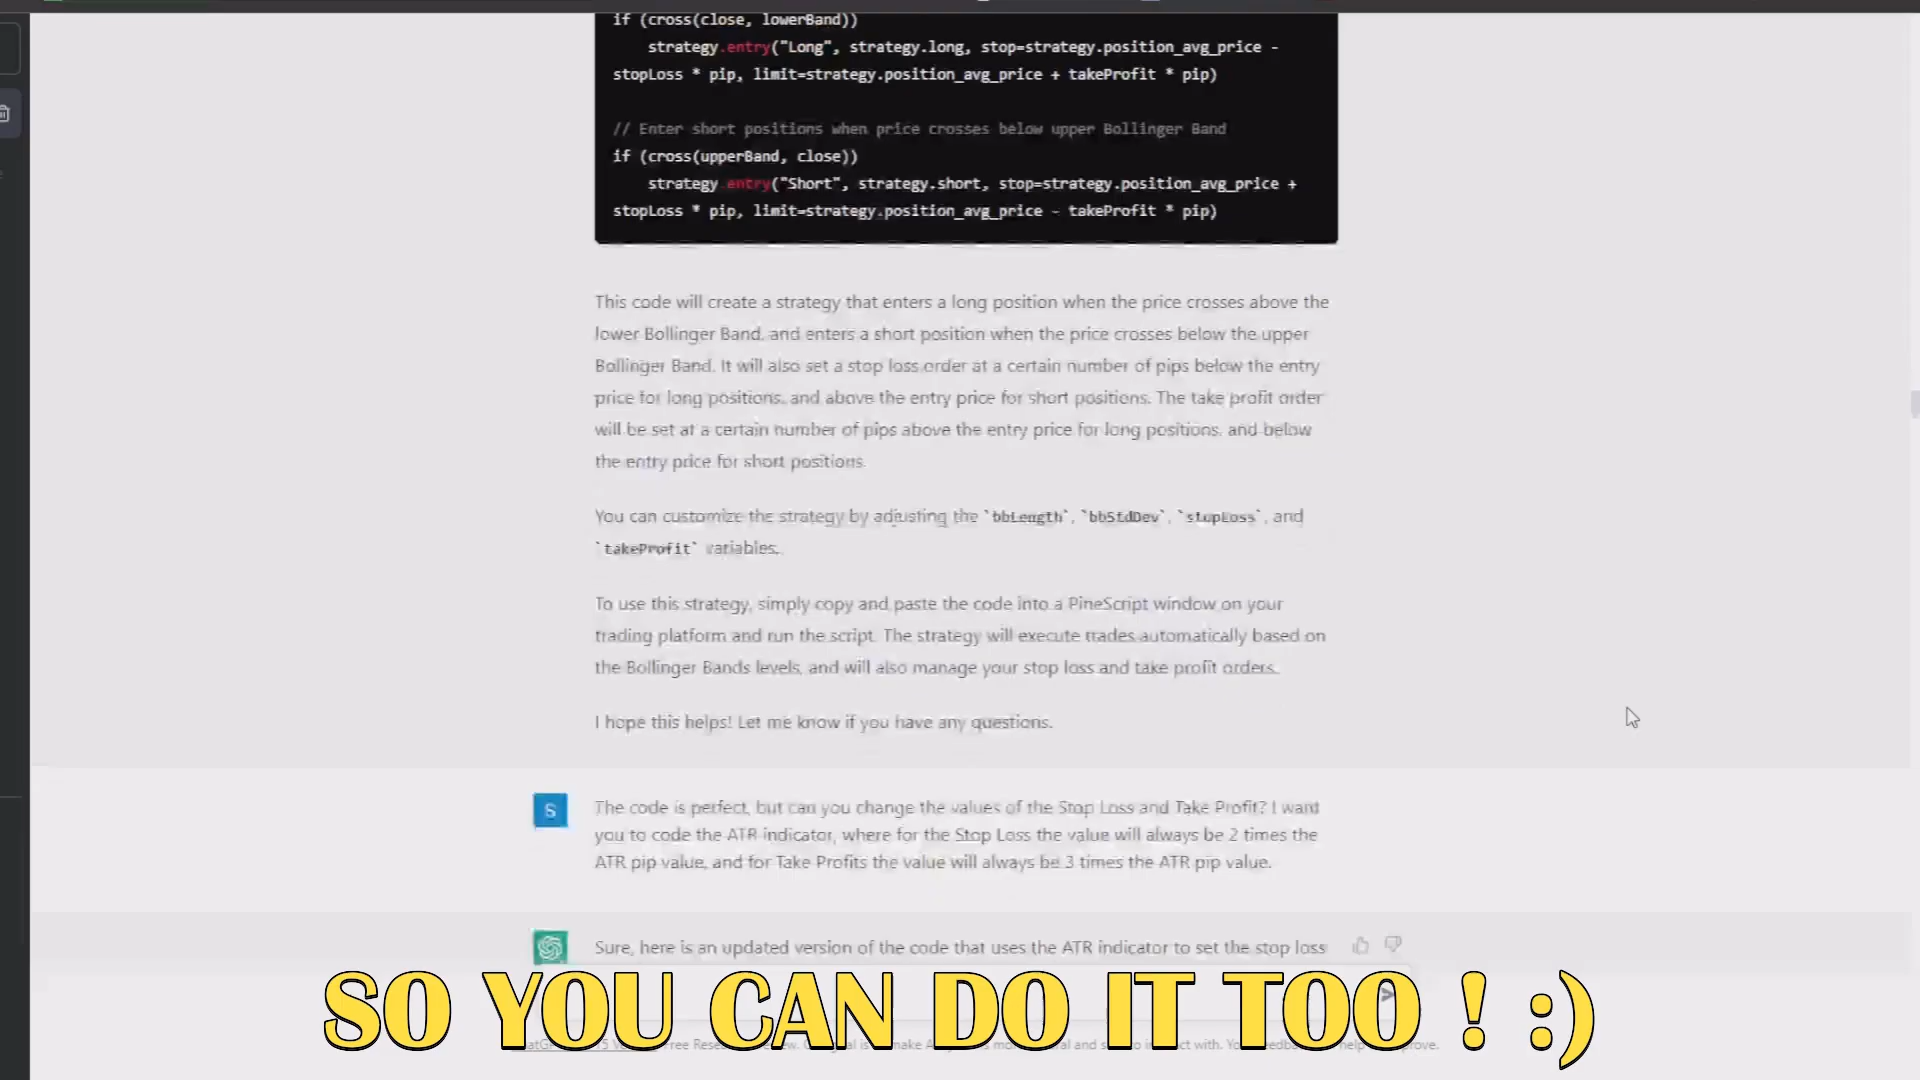 if (cross(close, lowerBand))
strategy.entry("Long", strategy.long, stop=strategy.position_avg_price -
stopLoss * pip, limit=strategy.position_avg_price + takeProfit * pip)
// Enter short positions when price crosses below upper Bollinger Band
if (cross(upperBand, close))
strategy.entry("Short", strategy.short, stop=strategy.position_avg_price +
stopLoss * pip, limit=strategy.position_avg_price - takeProfit * pip)
This code will create a strategy that enters a long position when the price crosses above the
lower Bollinger Band, and enters a short position when the price crosses below the upper
Bollinger Band. It will also set a stop loss order at a certain number of pips below the entry
price for long positions, and above the entry price for short positions. The take profit order
will be set at a certain number of pips above the entry price for long positions, and below
the entry price for short positions.
You can customize the strategy by adjusting the `bbLength`, `bbStdDev`, `stopLoss`, and
`takeProfit` variables.
To use this strategy, simply copy and paste the code into a PineScript window on your
trading platform and run the script. The strategy will execute trades automatically based on
the Bollinger Bands levels, and will also manage your stop loss and take profit orders.
I hope this helps! Let me know if you have any questions.
S
The code is perfect, but can you change the values of the Stop Loss and Take Profit? I want
you to code the ATR indicator, where for the Stop Loss the value will always be 2 times the
ATR pip value, and for Take Profits the value will always be 3 times the ATR pip value.
Sure, here is an updated version of the code that uses the ATR indicator to set the stop loss
SO YOU CAN DO IT TOO ! :)